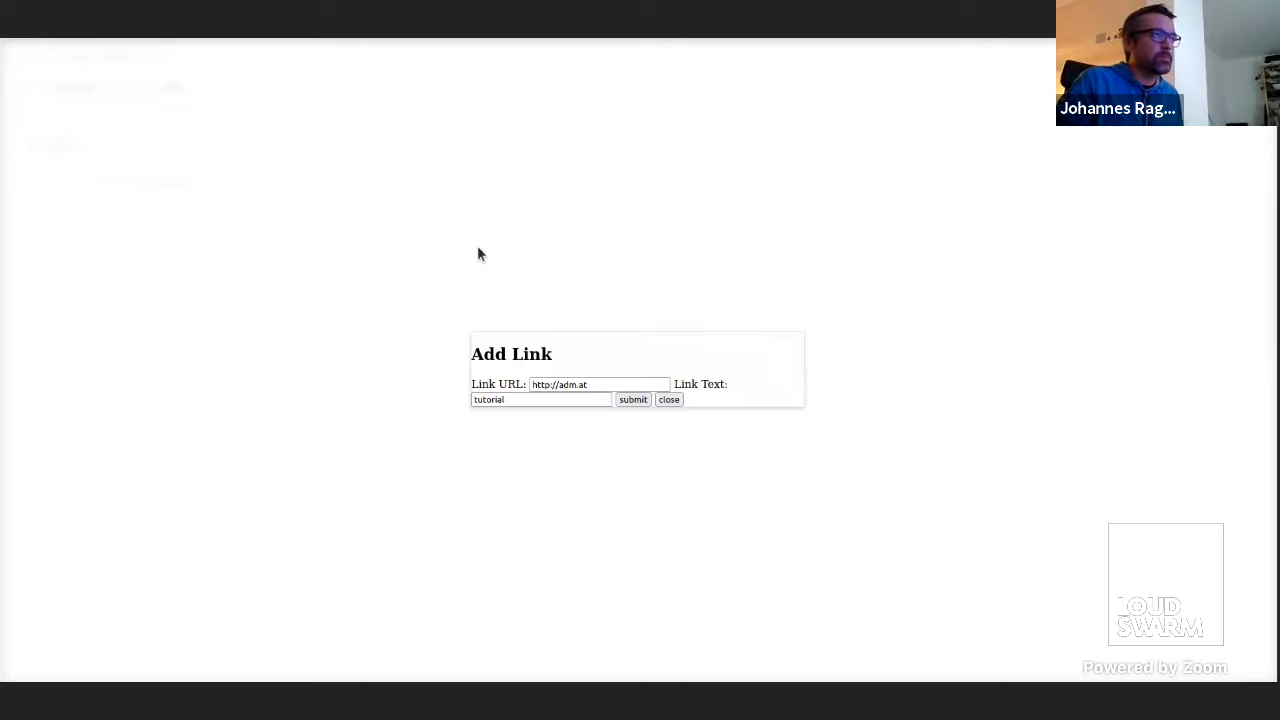 Johannes Rag...
Add Link
Link URL: http://adm.at Link Text:
tutorial submit close
LOUD
SWARM
Powered by Zoom